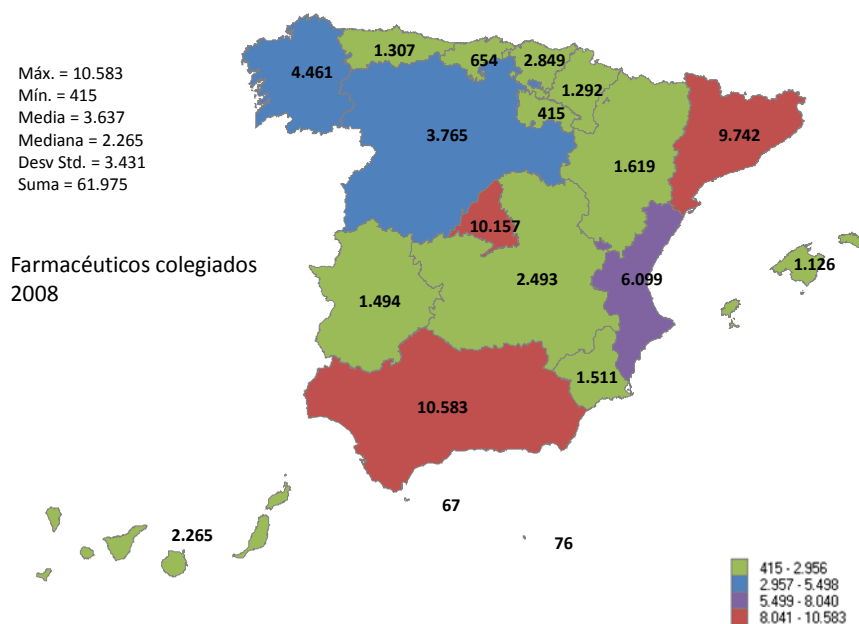 Máx. = 10.583
Mín. = 415
Media = 3.637
Mediana = 2.265
Desv Std. = 3.431
Suma = 61.975
Farmacéuticos colegiados
2008
4.461
1.307
654
2.849
1.292
415
3.765
9.742
1.619
10.157
1.126
2.493
6.099
1.494
1.511
10.583
67
2.265
76
415 - 2.956
2.957 - 5.498
5.499 - 8.040
8.041 - 10.583